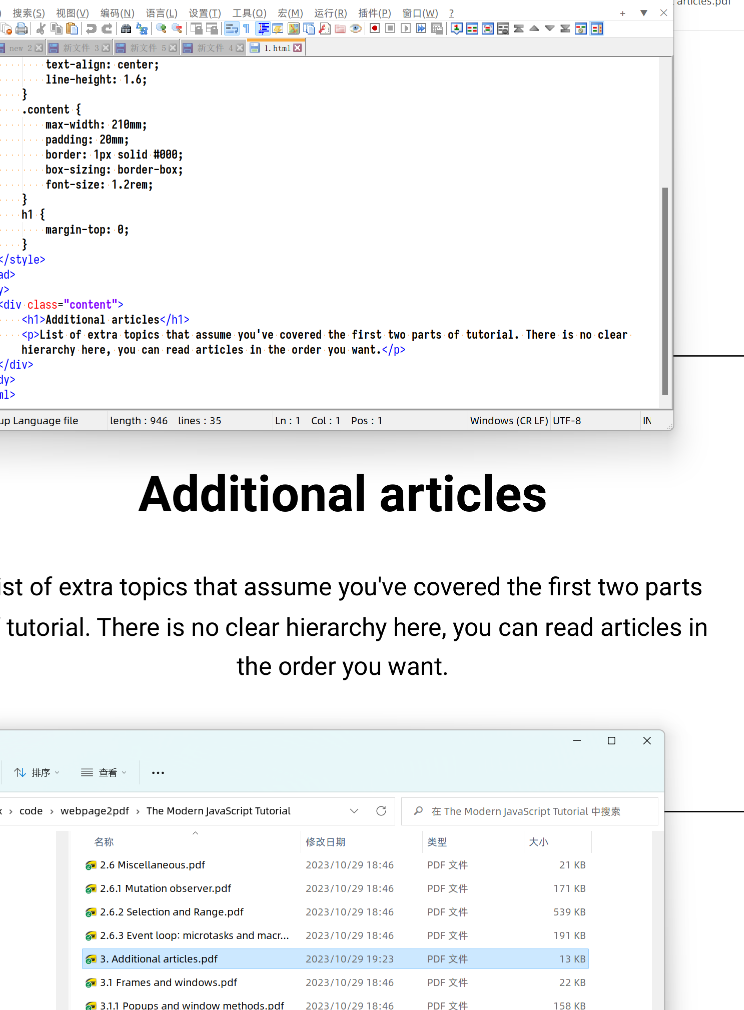 articles.pdf
搜索(S) 视图(V) 编码(N) 语言(L) 设置(T) 工具(O) 宏(M) 运行(R) 插件(P) 窗口(W) ?
new 2 新文件 3 新文件 5 新文件 4 1.html
text-align: center;
line-height: 1.6;
}
.content {
max-width: 210mm;
padding: 20mm;
border: 1px solid #000;
box-sizing: border-box;
font-size: 1.2rem;
}
h1 {
margin-top: 0;
}
</style>
ad>
y>
<div class="content">
<h1>Additional articles</h1>
<p>List of extra topics that assume you've covered the first two parts of tutorial. There is no clear
hierarchy here, you can read articles in the order you want.</p>
</div>
dy>
ml>
up Language file length : 946 lines : 35 Ln : 1 Col : 1 Pos : 1 Windows (CR LF) UTF-8 IN
Additional articles
ist of extra topics that assume you've covered the first two parts
tutorial. There is no clear hierarchy here, you can read articles in
the order you want.
排序 查看 ···
› code › webpage2pdf › The Modern JavaScript Tutorial 在 The Modern JavaScript Tutorial 中搜索
名称 修改日期 类型 大小
2.6 Miscellaneous.pdf 2023/10/29 18:46 PDF 文件 21 KB
2.6.1 Mutation observer.pdf 2023/10/29 18:46 PDF 文件 171 KB
2.6.2 Selection and Range.pdf 2023/10/29 18:46 PDF 文件 539 KB
2.6.3 Event loop: microtasks and macr... 2023/10/29 18:46 PDF 文件 191 KB
3. Additional articles.pdf 2023/10/29 19:23 PDF 文件 13 KB
3.1 Frames and windows.pdf 2023/10/29 18:46 PDF 文件 22 KB
3.1.1 Popups and window methods.pdf 2023/10/29 18:46 PDF 文件 158 KB